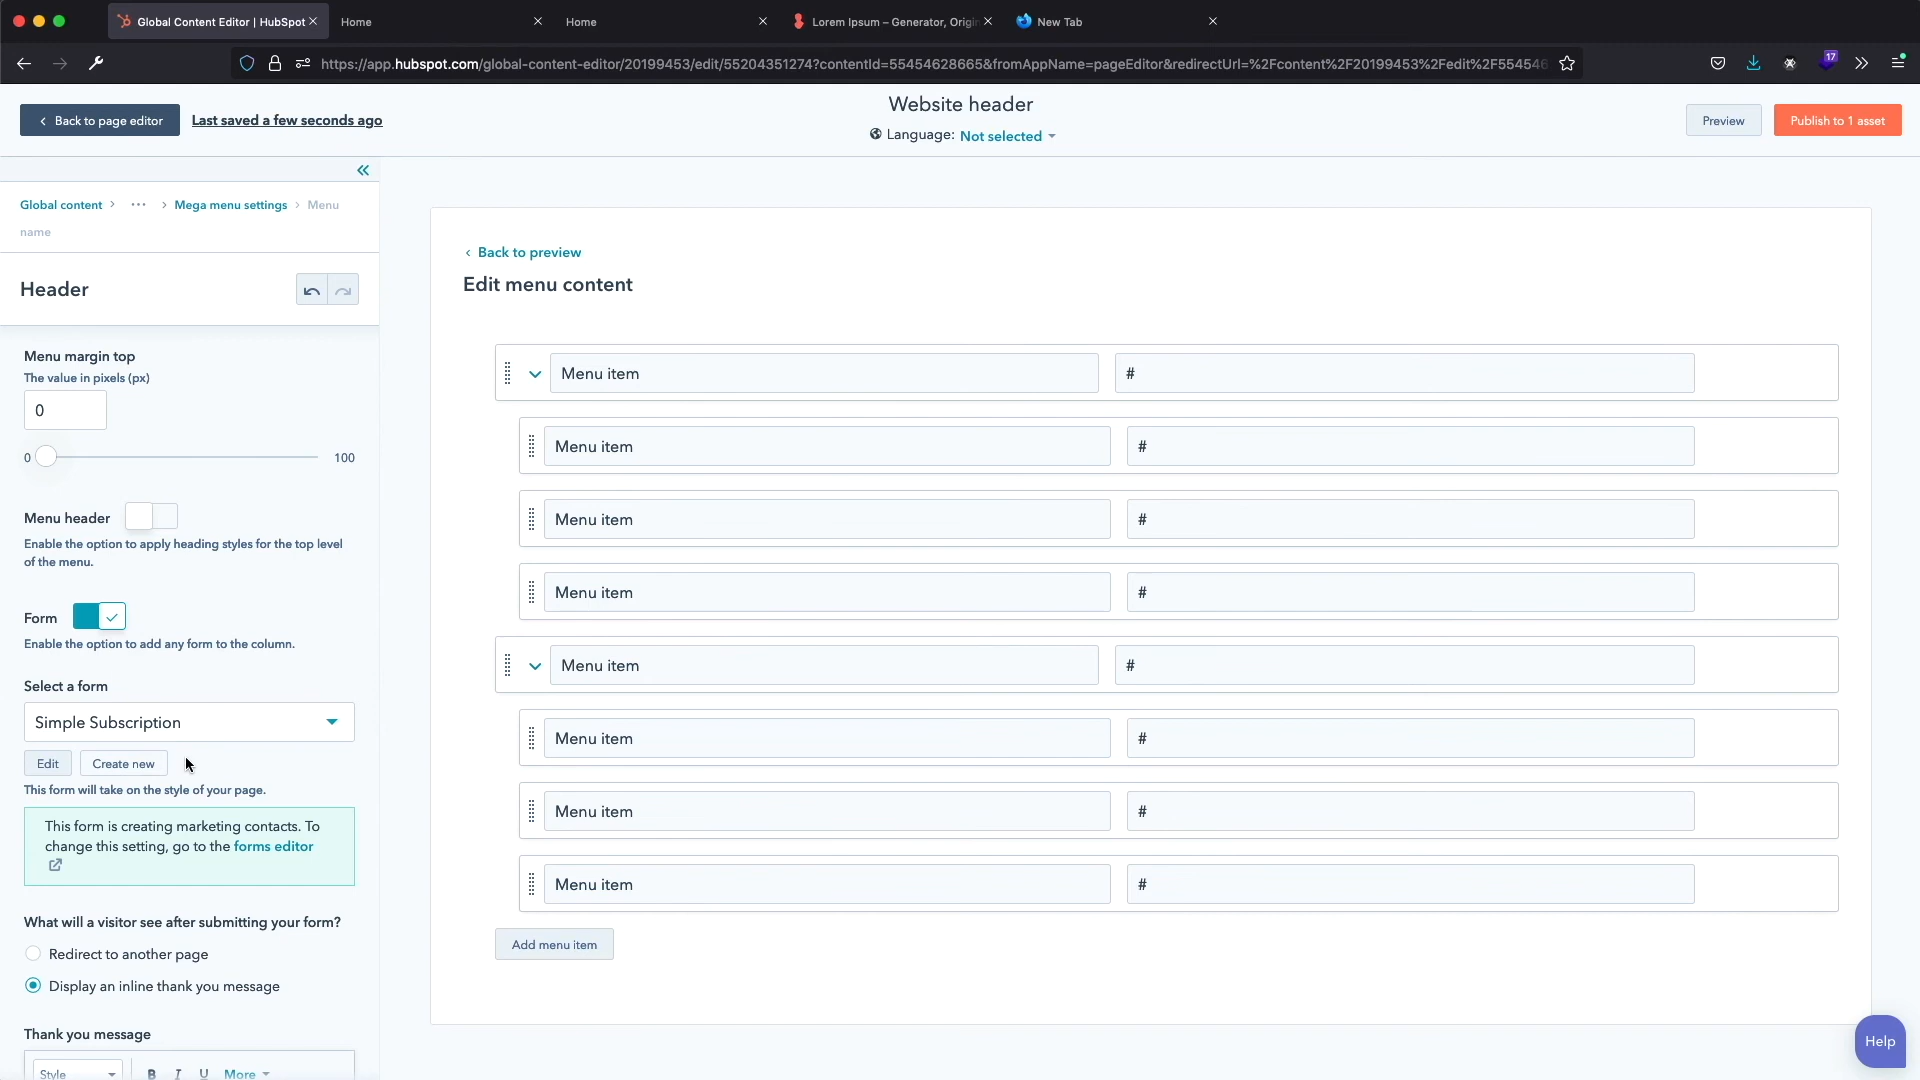 Global Content Editor | HubSpot
Home
Home
Lorem Ipsum – Generator, Origin
New Tab
https://app.hubspot.com/global-content-editor/20199453/edit/55204351274?contentId=55454628665&fromAppName=pageEditor&redirectUrl=%2Fcontent%2F20199453%2Fedit%2F555456
17
Back to page editor
Last saved a few seconds ago
Website header
Language: Not selected
Preview
Publish to 1 asset
Global content > ... > Mega menu settings > Menu
name
Header
Menu margin top
The value in pixels (px)
0
0
100
Menu header
Enable the option to apply heading styles for the top level
of the menu.
Form
Enable the option to add any form to the column.
Select a form
Simple Subscription
Edit
Create new
This form will take on the style of your page.
This form is creating marketing contacts. To
change this setting, go to the forms editor
What will a visitor see after submitting your form?
Redirect to another page
Display an inline thank you message
Thank you message
Style
B I U More
Back to preview
Edit menu content
Menu item #
Menu item #
Menu item #
Menu item #
Menu item #
Menu item #
Menu item #
Menu item #
Add menu item
Help